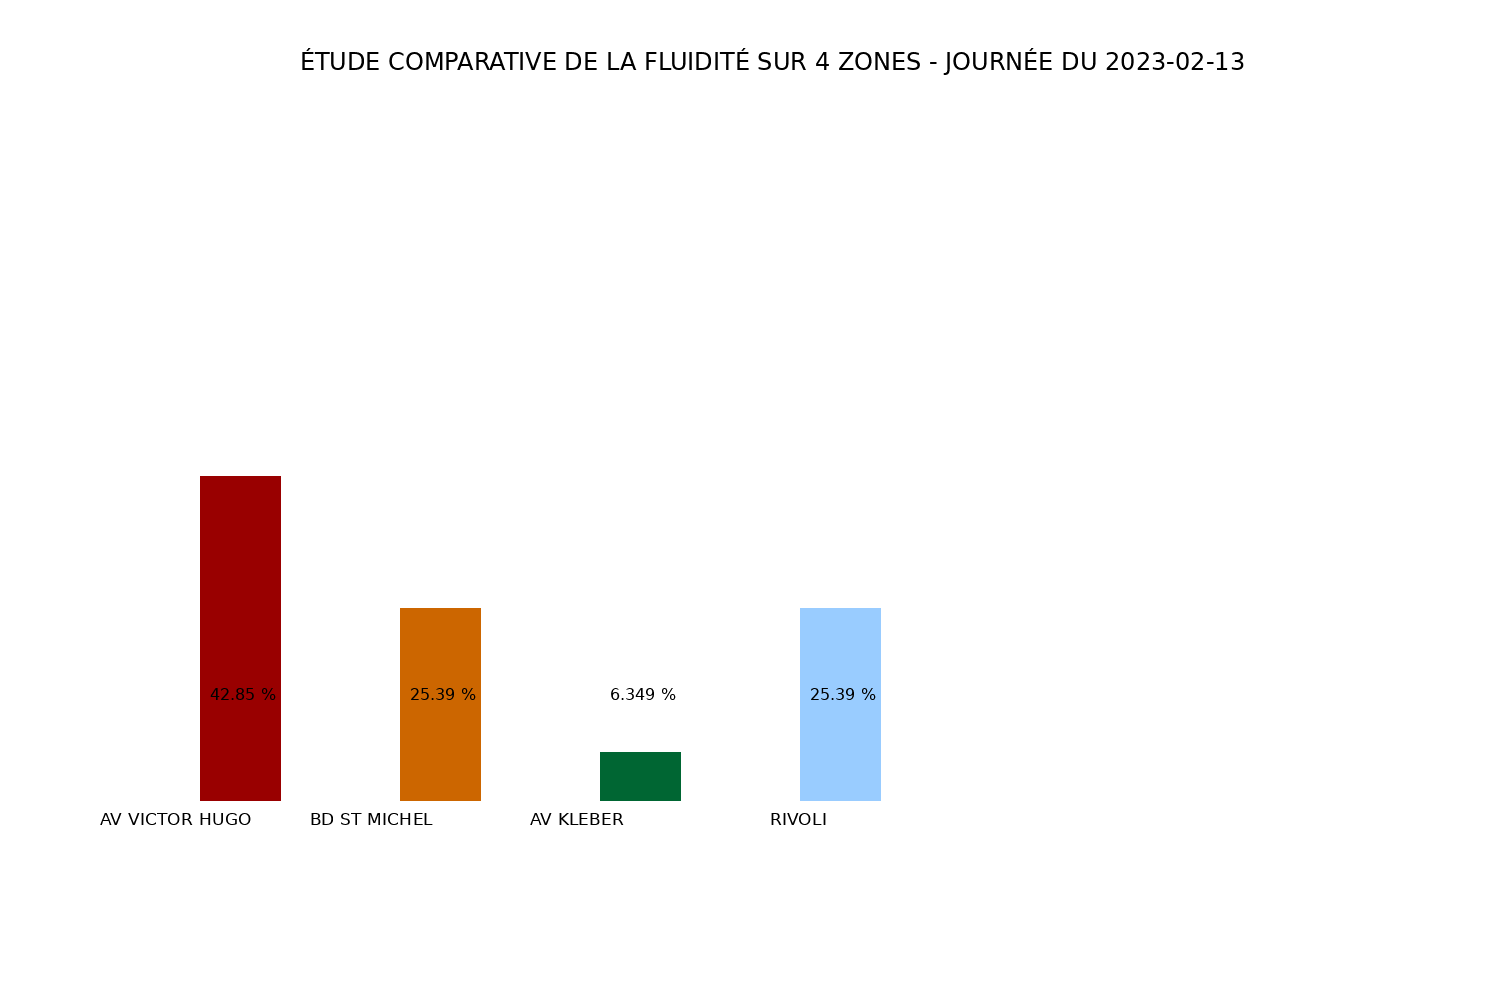 ÉTUDE COMPARATIVE DE LA FLUIDITÉ SUR 4 ZONES - JOURNÉE DU 2023-02-13
42.85 %
25.39 %
6.349 %
25.39 %
AV VICTOR HUGO
BD ST MICHEL
AV KLEBER
RIVOLI